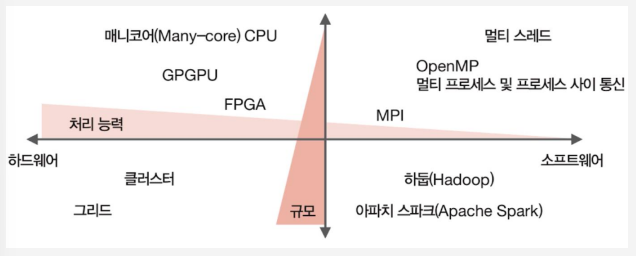 매니코어(Many-core) CPU
멀티 스레드
GPGPU
OpenMP
멀티 프로세스 및 프로세스 사이 통신
FPGA
MPI
처리 능력
하드웨어
소프트웨어
클러스터
하둡(Hadoop)
그리드
규모
아파치 스파크(Apache Spark)